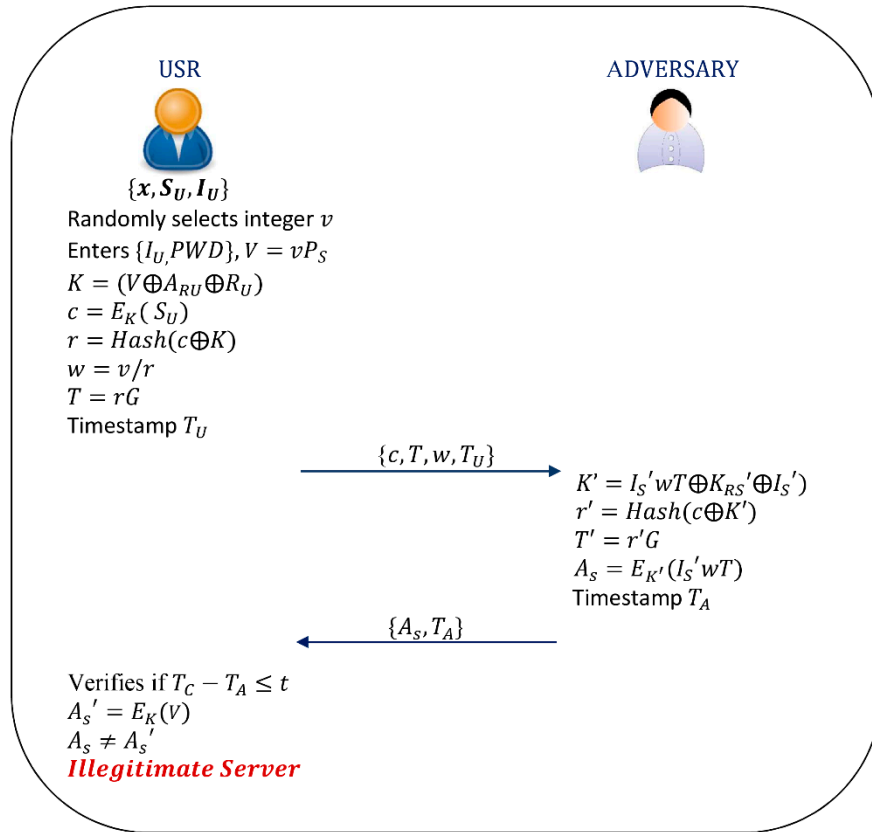 USR
ADVERSARY
{x, S_U, I_U}
Randomly selects integer v
Enters {I_U, PWD}, V = vP_S
K = (V⊕A_RU⊕R_U)
c = E_K( S_U)
r = Hash(c⊕K)
w = v/r
T = rG
Timestamp T_U
{c, T, w, T_U}
K' = I_S'wT⊕K_RS'⊕I_S')
r' = Hash(c⊕K')
T' = r'G
A_s = E_K'(I_S'wT)
Timestamp T_A
{A_s, T_A}
Verifies if T_C − T_A ≤ t
A_s' = E_K(V)
A_s ≠ A_s'
Illegitimate Server